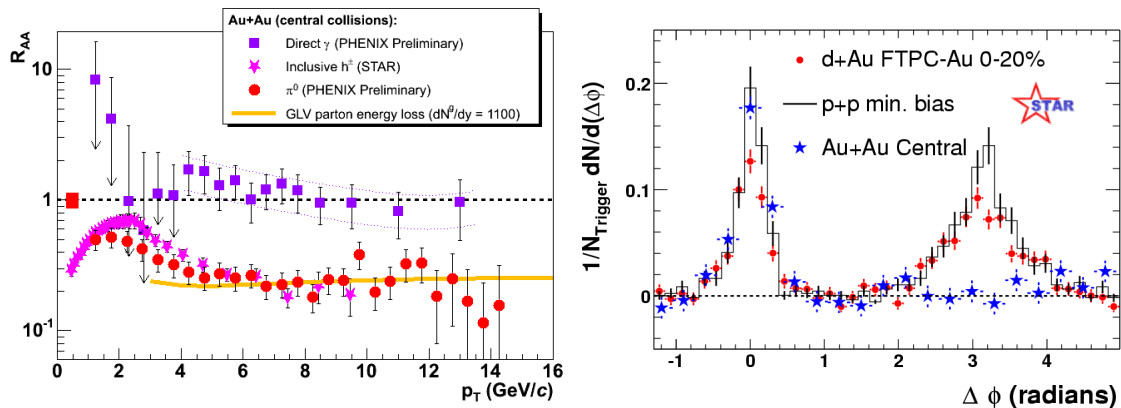 R_AA
10
1
10⁻¹
Au+Au (central collisions):
Direct γ (PHENIX Preliminary)
Inclusive h± (STAR)
π⁰ (PHENIX Preliminary)
GLV parton energy loss (dNᵍ/dy = 1100)
0 2 4 6 8 10 12 14 16
p_T (GeV/c)
1/N_Trigger dN/d(Δϕ)
0.2
0.1
0
d+Au FTPC-Au 0-20%
p+p min. bias
Au+Au Central
STAR
-1 0 1 2 3 4
Δ ϕ (radians)